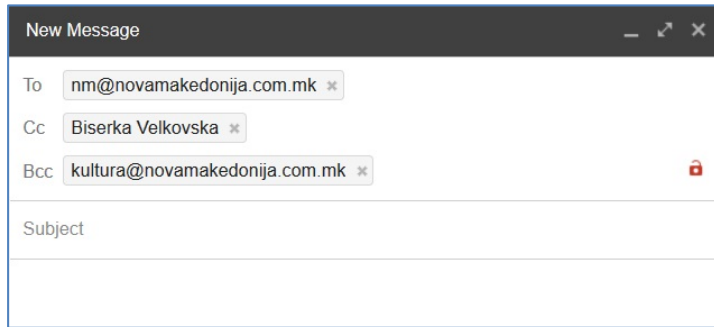 New Message
To nm@novamakedonija.com.mk
Cc Biserka Velkovska
Bcc kultura@novamakedonija.com.mk
Subject